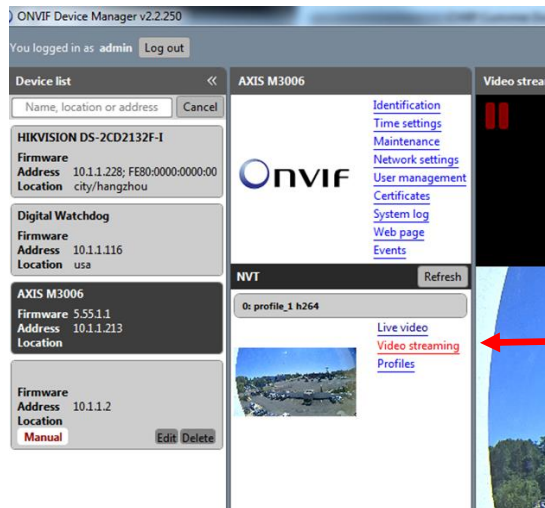 ONVIF Device Manager v2.2.250
You logged in as admin Log out
Device list «
Name, location or address Cancel
HIKVISION DS-2CD2132F-I
Firmware
Address 10.1.1.228; FE80:0000:0000:00
Location city/hangzhou
Digital Watchdog
Firmware
Address 10.1.1.116
Location usa
AXIS M3006
Firmware 5.55.1.1
Address 10.1.1.213
Location
Firmware
Address 10.1.1.2
Location
Manual Edit Delete
AXIS M3006
ONVIF
Identification
Time settings
Maintenance
Network settings
User management
Certificates
System log
Web page
Events
NVT Refresh
0: profile_1 h264
Live video
Video streaming
Profiles
Video strea